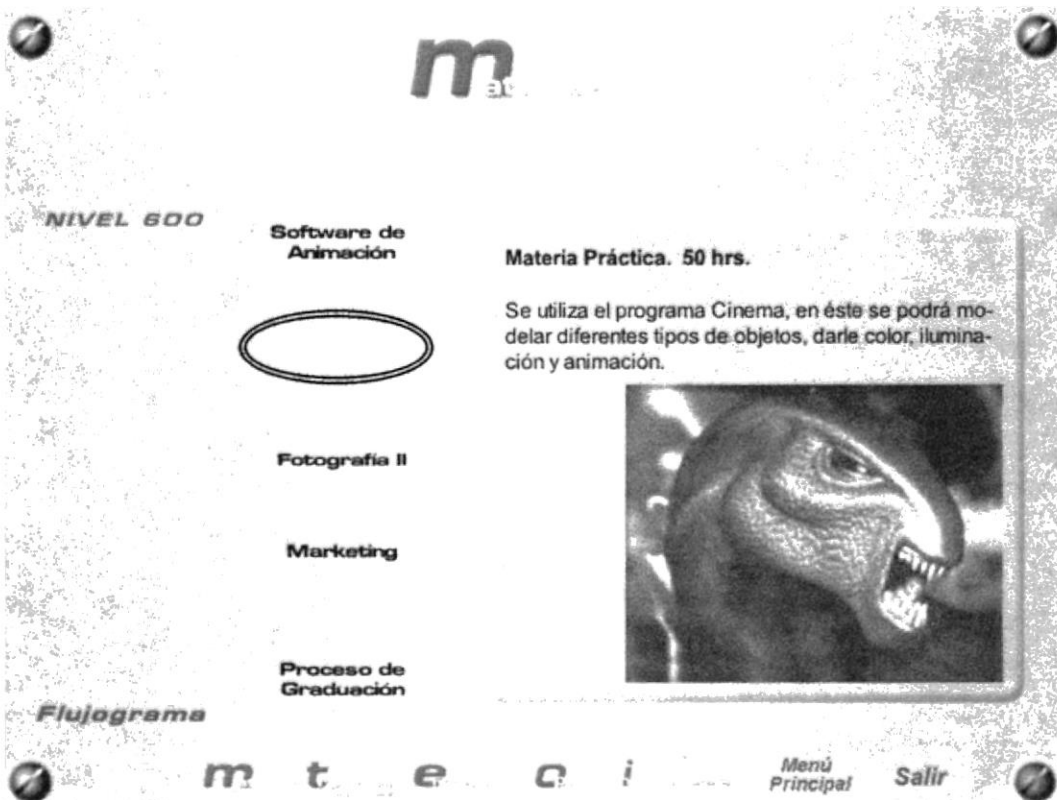 mat
NIVEL 600
Software de
Animación
Materia Práctica. 50 hrs.
Se utiliza el programa Cinema, en éste se podrá mo-
delar diferentes tipos de objetos, darle color, ilumina-
ción y animación.
Fotografía II
Marketing
Proceso de
Graduación
Flujograma
m t e c i
Menú
Principal
Salir